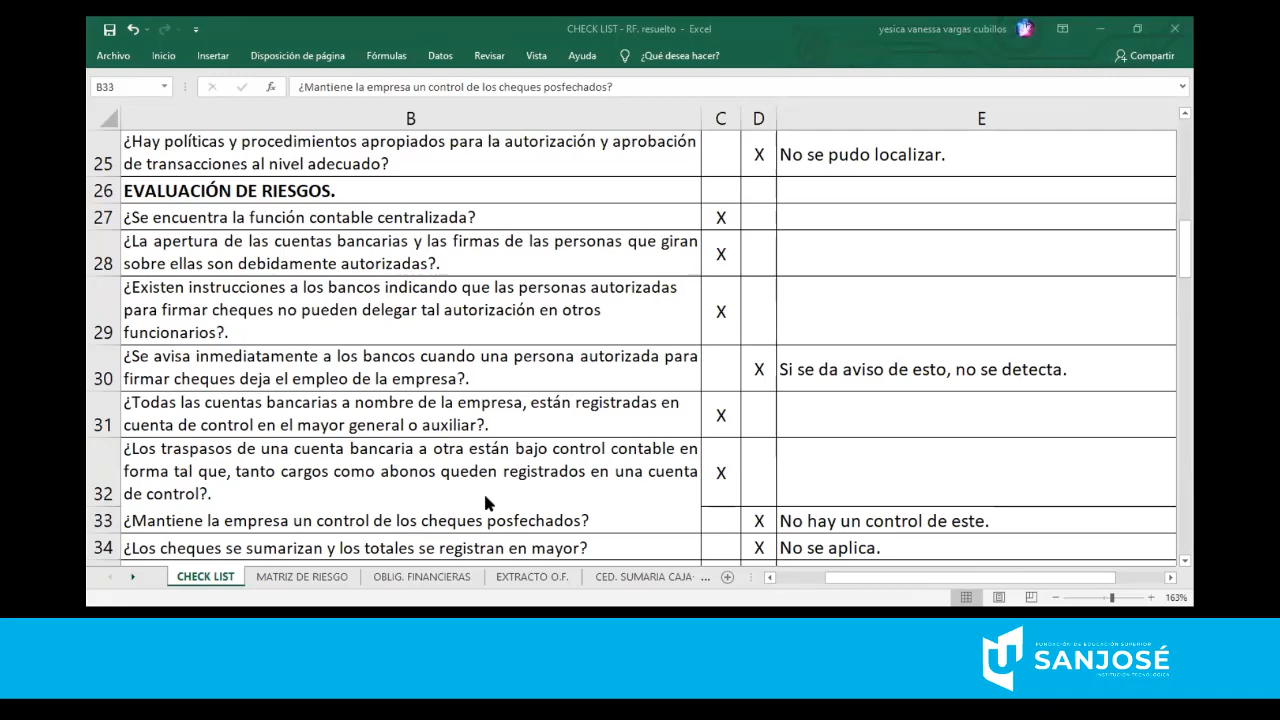 CHECK LIST - RF. resuelto - Excel
yesica vanessa vargas cubillos
Archivo Inicio Insertar Disposición de página Fórmulas Datos Revisar Vista Ayuda ¿Qué desea hacer? Compartir
B33 fx ¿Mantiene la empresa un control de los cheques posfechados?
B C D E
¿Hay políticas y procedimientos apropiados para la autorización y aprobación
25 de transacciones al nivel adecuado? X No se pudo localizar.
26 EVALUACIÓN DE RIESGOS.
27 ¿Se encuentra la función contable centralizada? X
¿La apertura de las cuentas bancarias y las firmas de las personas que giran
28 sobre ellas son debidamente autorizadas?. X
¿Existen instrucciones a los bancos indicando que las personas autorizadas
para firmar cheques no pueden delegar tal autorización en otros X
29 funcionarios?.
¿Se avisa inmediatamente a los bancos cuando una persona autorizada para
30 firmar cheques deja el empleo de la empresa?. X Si se da aviso de esto, no se detecta.
¿Todas las cuentas bancarias a nombre de la empresa, están registradas en
31 cuenta de control en el mayor general o auxiliar?. X
¿Los traspasos de una cuenta bancaria a otra están bajo control contable en
forma tal que, tanto cargos como abonos queden registrados en una cuenta X
32 de control?.
33 ¿Mantiene la empresa un control de los cheques posfechados? X No hay un control de este.
34 ¿Los cheques se sumarizan y los totales se registran en mayor? X No se aplica.
CHECK LIST MATRIZ DE RIESGO OBLIG. FINANCIERAS EXTRACTO O.F. CED. SUMARIA CAJA ...
163%
FUNDACIÓN DE EDUCACIÓN SUPERIOR
SANJOSÉ
INSTITUCIÓN TECNOLÓGICA